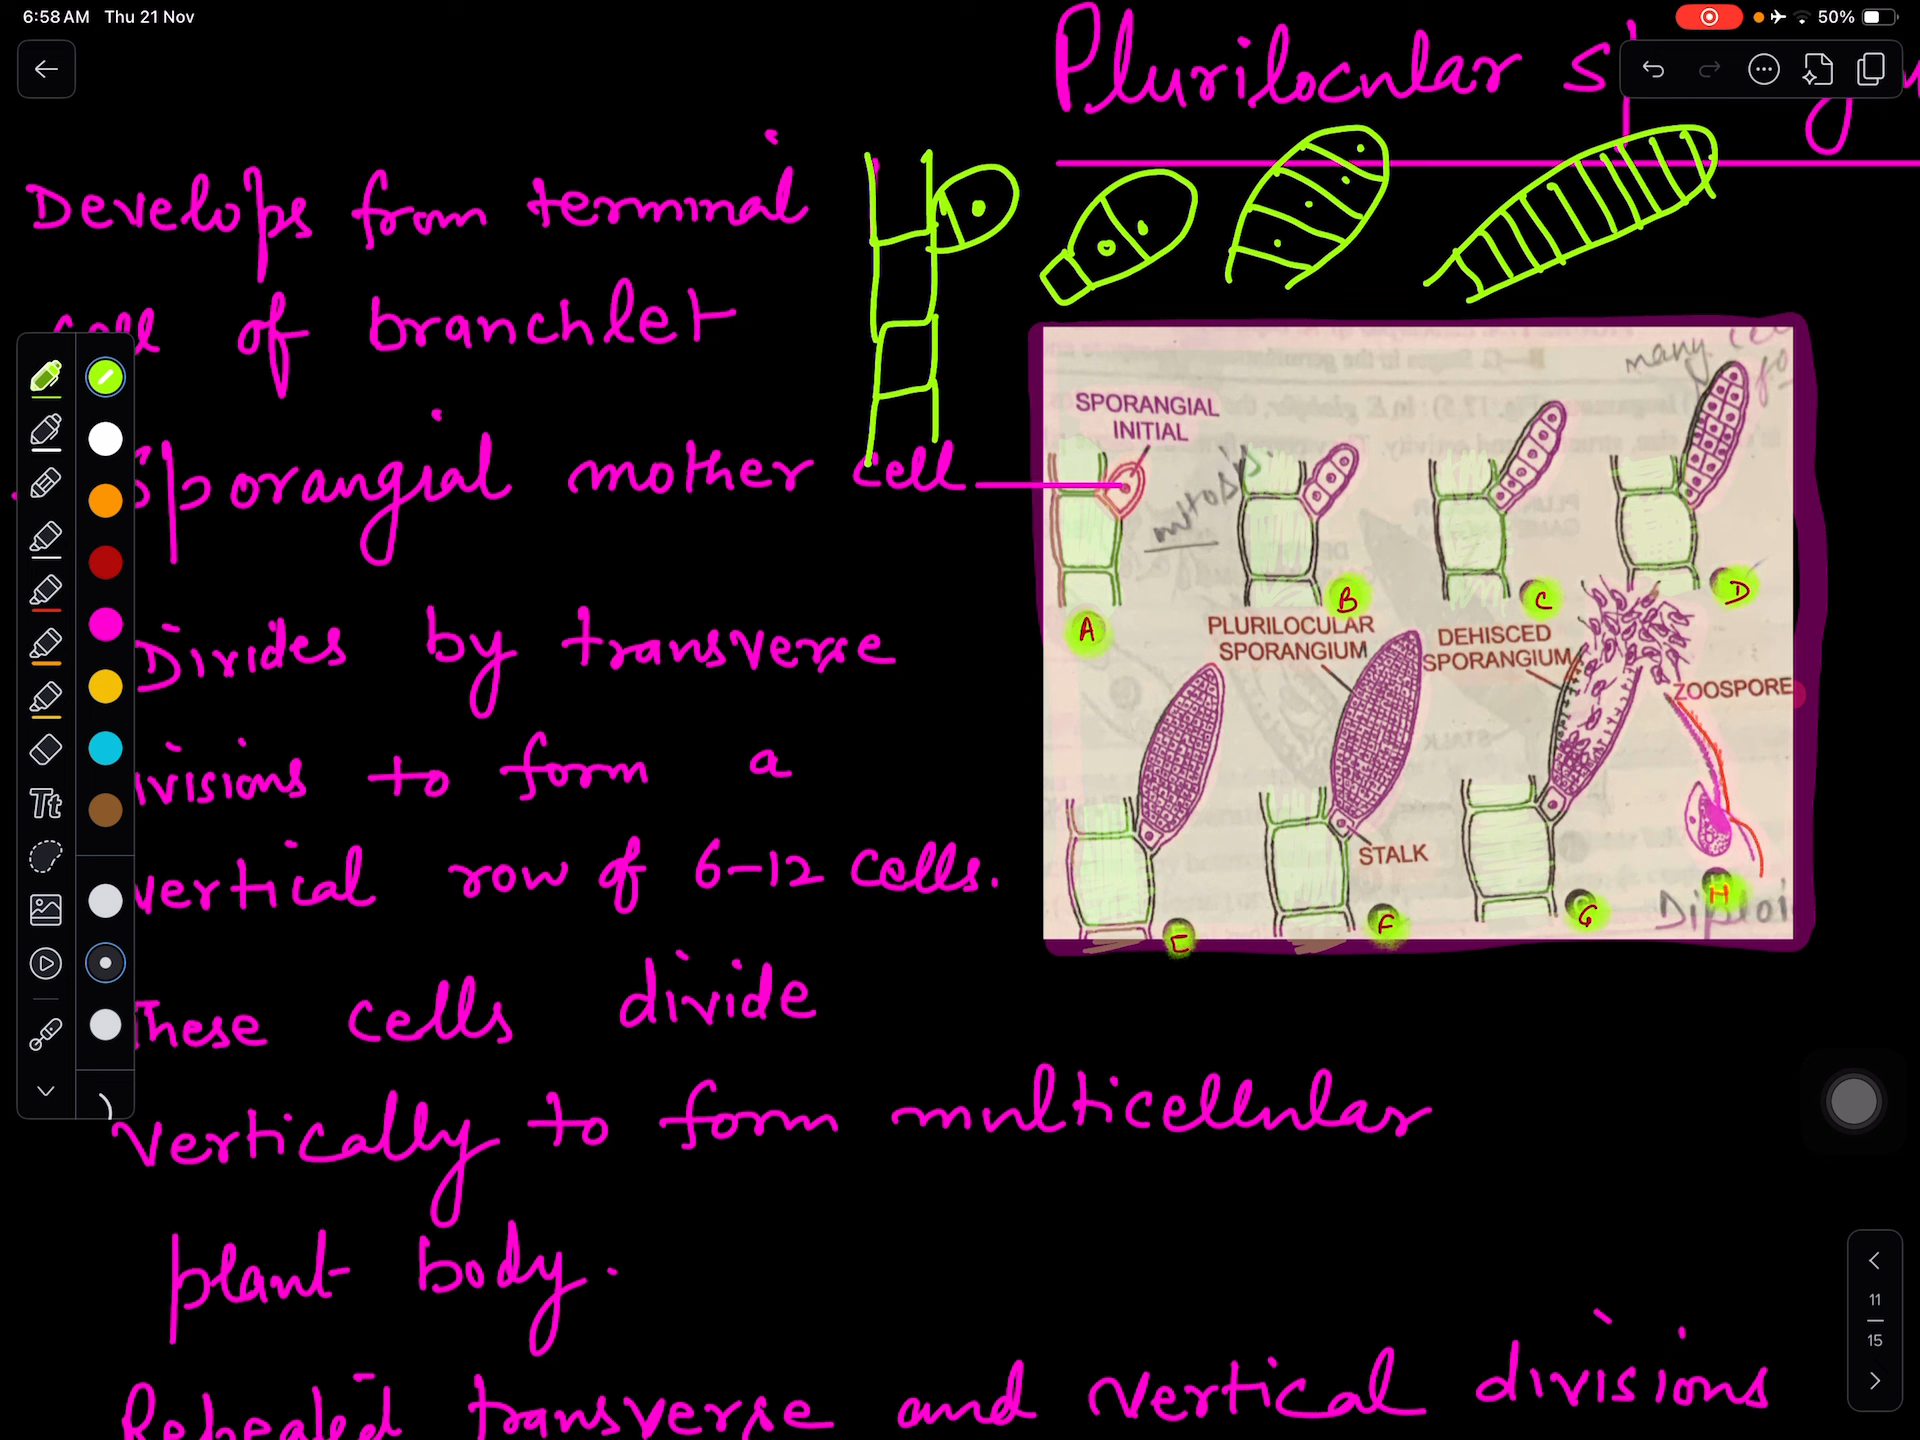 6:58 AM Thu 21 Nov
50%
Plurilocular
Develops from terminal
cell of branchlet
Sporangial mother cell
Divides by transverse
divisions to form a
vertical row of 6-12 cells.
These cells divide
vertically to form multicellular
plant body.
Repeated transverse and vertical divisions
many
SPORANGIAL
INITIAL
mitosis
A
B
C
D
PLURILOCULAR
SPORANGIUM
DEHISCED
SPORANGIUM
ZOOSPORE
STALK
E
F
G
H
Tt
11
15